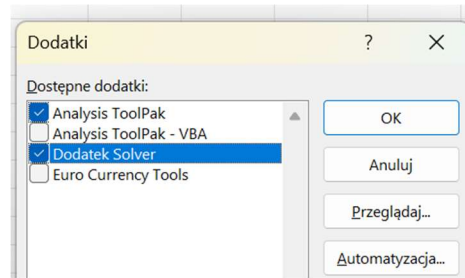 Dodatki ? X
Dostępne dodatki:
Analysis ToolPak
Analysis ToolPak - VBA
Dodatek Solver
Euro Currency Tools
OK
Anuluj
Przeglądaj...
Automatyzacja...